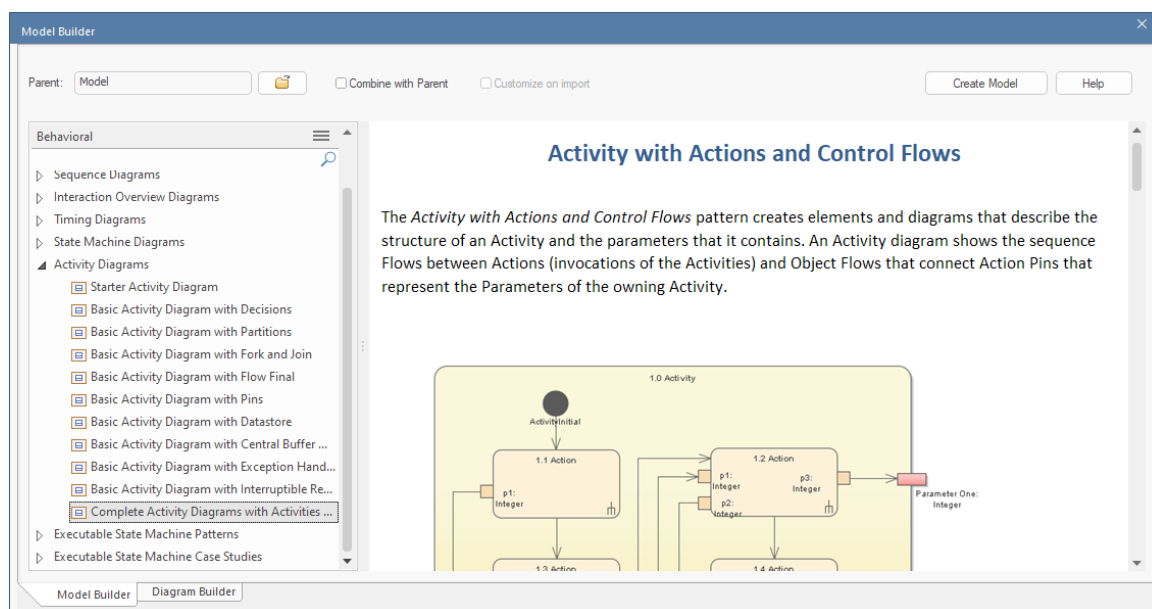 Model Builder
Parent: Model Combine with Parent Customize on import Create Model Help
Behavioral
Sequence Diagrams
Interaction Overview Diagrams
Timing Diagrams
State Machine Diagrams
Activity Diagrams
Starter Activity Diagram
Basic Activity Diagram with Decisions
Basic Activity Diagram with Partitions
Basic Activity Diagram with Fork and Join
Basic Activity Diagram with Flow Final
Basic Activity Diagram with Pins
Basic Activity Diagram with Datastore
Basic Activity Diagram with Central Buffer ...
Basic Activity Diagram with Exception Hand...
Basic Activity Diagram with Interruptible Re...
Complete Activity Diagrams with Activities ...
Executable State Machine Patterns
Executable State Machine Case Studies
Activity with Actions and Control Flows
The Activity with Actions and Control Flows pattern creates elements and diagrams that describe the
structure of an Activity and the parameters that it contains. An Activity diagram shows the sequence
Flows between Actions (invocations of the Activities) and Object Flows that connect Action Pins that
represent the Parameters of the owning Activity.
1.0 Activity
ActivityInitial
1.1 Action
p1:
Integer
1.2 Action
p1:
Integer
p2:
Integer
p3:
Integer
Parameter One:
Integer
1.3 Action
1.4 Action
Model Builder
Diagram Builder